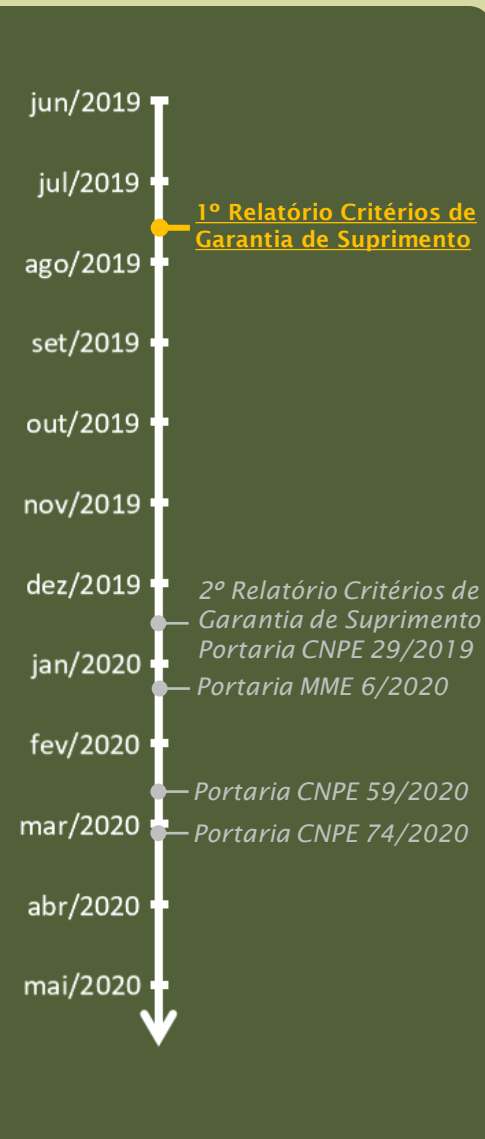 jun/2019
jul/2019
1º Relatório Critérios de
Garantia de Suprimento
ago/2019
set/2019
out/2019
nov/2019
dez/2019
2º Relatório Critérios de
Garantia de Suprimento
Portaria CNPE 29/2019
jan/2020
Portaria MME 6/2020
fev/2020
Portaria CNPE 59/2020
mar/2020
Portaria CNPE 74/2020
abr/2020
mai/2020